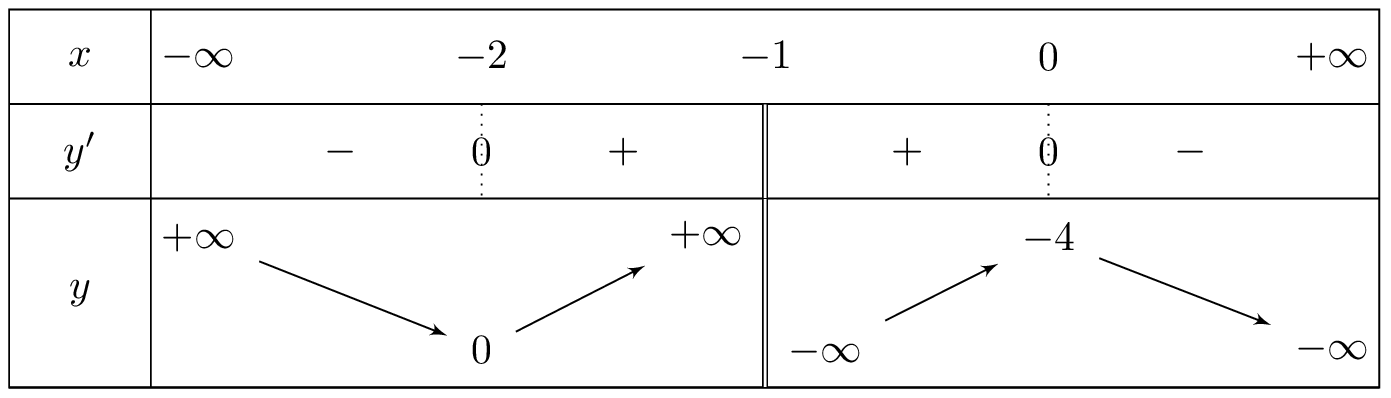 x −∞ −2 −1 0 +∞
y′ − 0 + + 0 −
+∞ +∞ −4
y
0 −∞ −∞